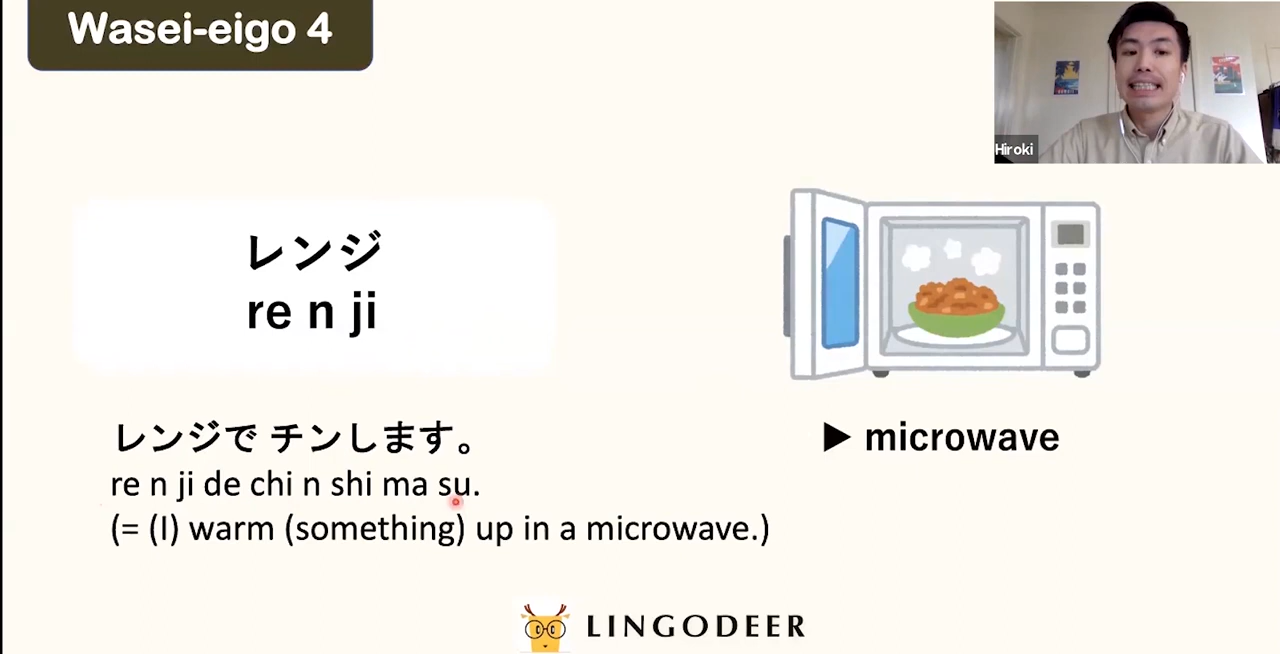 Wasei-eigo 4
Hiroki
レンジ
re n ji
レンジで チンします。
re n ji de chi n shi ma su.
(= (I) warm (something) up in a microwave.)
▶ microwave
LINGODEER